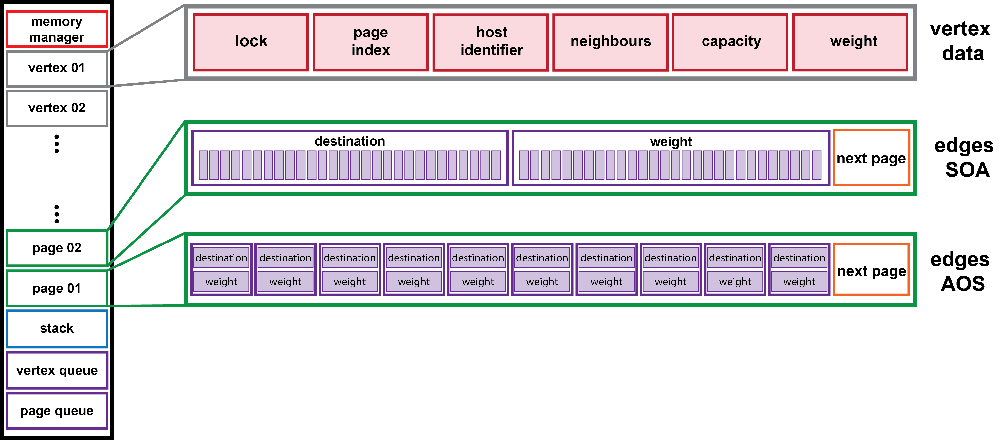 memory
manager
vertex 01
vertex 02
page 02
page 01
stack
vertex queue
page queue
lock
page
index
host
identifier
neighbours
capacity
weight
vertex
data
destination
weight
next page
edges
SOA
destination destination destination destination destination destination destination destination destination destination
weight weight weight weight weight weight weight weight weight weight
next page
edges
AOS